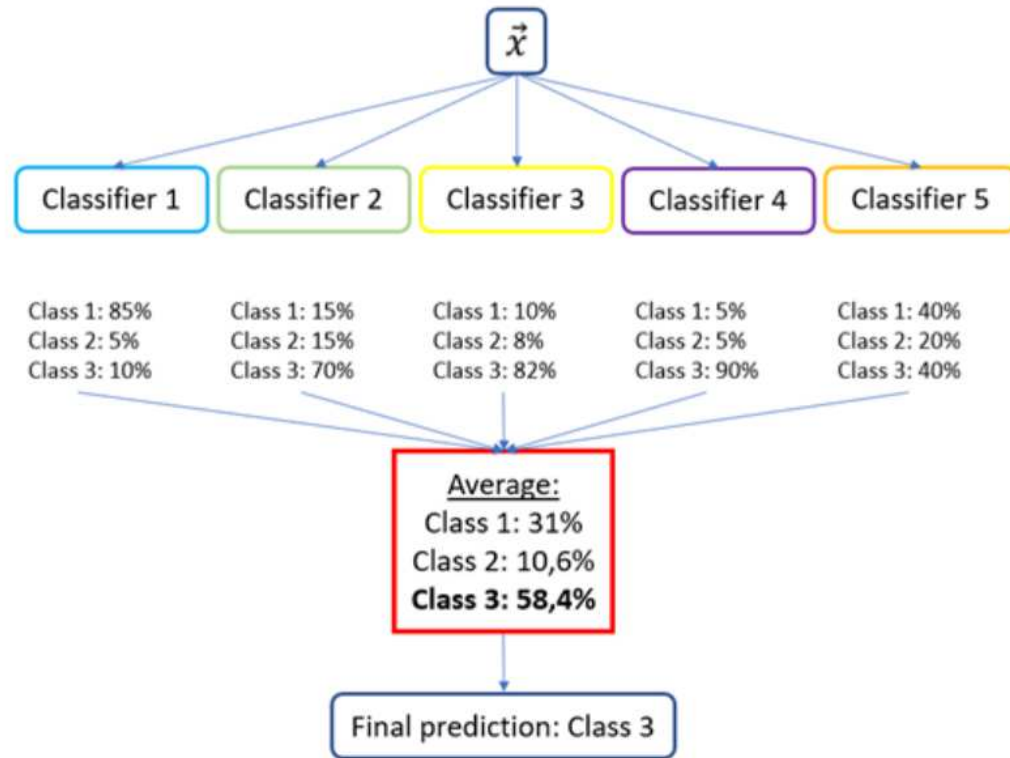 x⃗
Classifier 1
Classifier 2
Classifier 3
Classifier 4
Classifier 5
Class 1: 85%
Class 2: 5%
Class 3: 10%
Class 1: 15%
Class 2: 15%
Class 3: 70%
Class 1: 10%
Class 2: 8%
Class 3: 82%
Class 1: 5%
Class 2: 5%
Class 3: 90%
Class 1: 40%
Class 2: 20%
Class 3: 40%
Average:
Class 1: 31%
Class 2: 10,6%
Class 3: 58,4%
Final prediction: Class 3